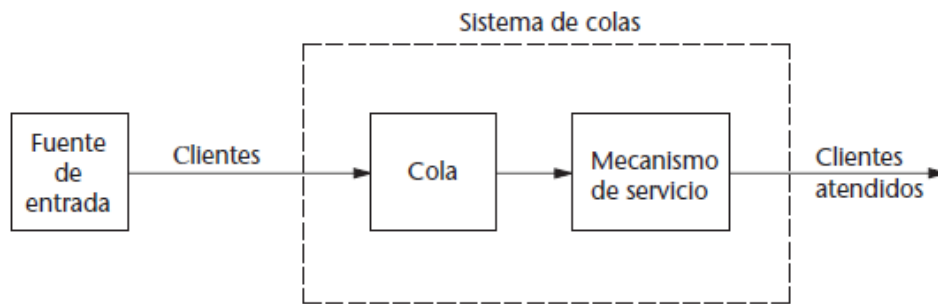 Sistema de colas
Fuente
de
entrada
Clientes
Cola
Mecanismo
de servicio
Clientes
atendidos